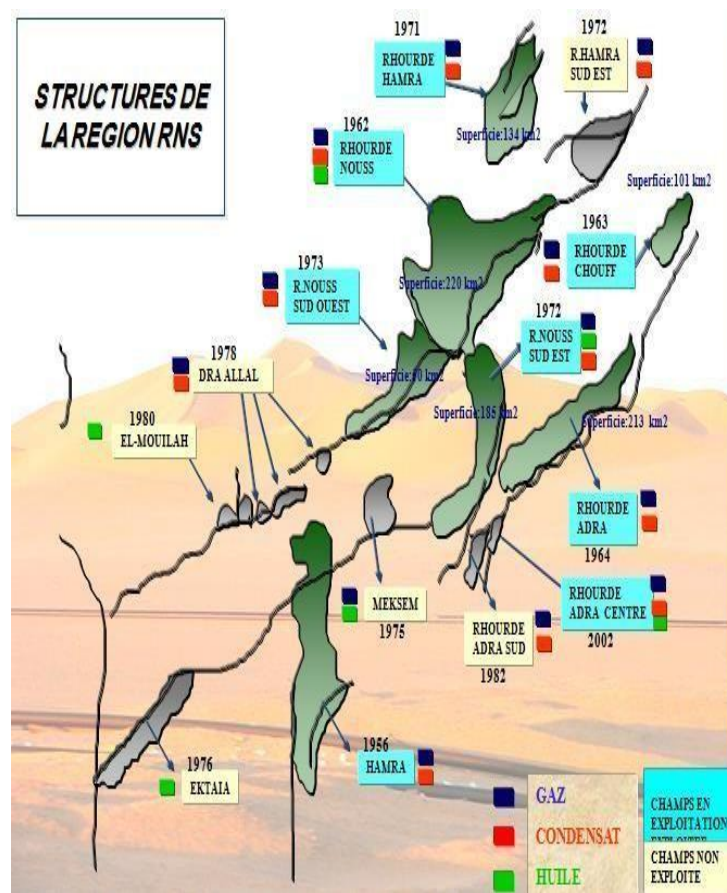 STRUCTURES DE
LA REGION RNS
1971
RHOURDE
HAMRA
1972
R.HAMRA
SUD EST
Superficie:134 km2
1962
RHOURDE
NOUSS
Superficie:101 km2
1963
RHOURDE
CHOUFF
1973
R.NOUSS
SUD OUEST
Superficie:220 km2
1972
R.NOUSS
SUD EST
1978
DRA ALLAL
Superficie: km2
1980
EL-MOUILAH
Superficie:185 km2
Superficie:213 km2
RHOURDE
ADRA
1964
MEKSEM
1975
RHOURDE
ADRA SUD
1982
RHOURDE
ADRA CENTRE
2002
1976
EKTAIA
1956
HAMRA
GAZ
CONDENSAT
HUILE
CHAMPS EN
EXPLOITATION
CHAMPS NON
EXPLOITE